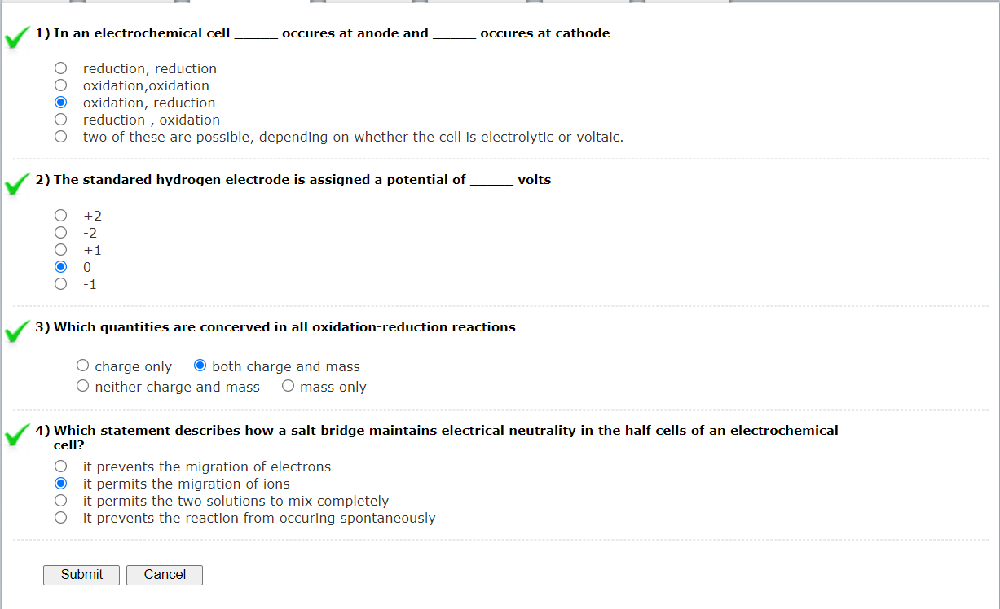 1) In an electrochemical cell _____ occures at anode and _____ occures at cathode
reduction, reduction
oxidation,oxidation
oxidation, reduction
reduction , oxidation
two of these are possible, depending on whether the cell is electrolytic or voltaic.
2) The standared hydrogen electrode is assigned a potential of _____ volts
+2
-2
+1
0
-1
3) Which quantities are concerved in all oxidation-reduction reactions
charge only both charge and mass
neither charge and mass mass only
4) Which statement describes how a salt bridge maintains electrical neutrality in the half cells of an electrochemical
cell?
it prevents the migration of electrons
it permits the migration of ions
it permits the two solutions to mix completely
it prevents the reaction from occuring spontaneously
Submit Cancel